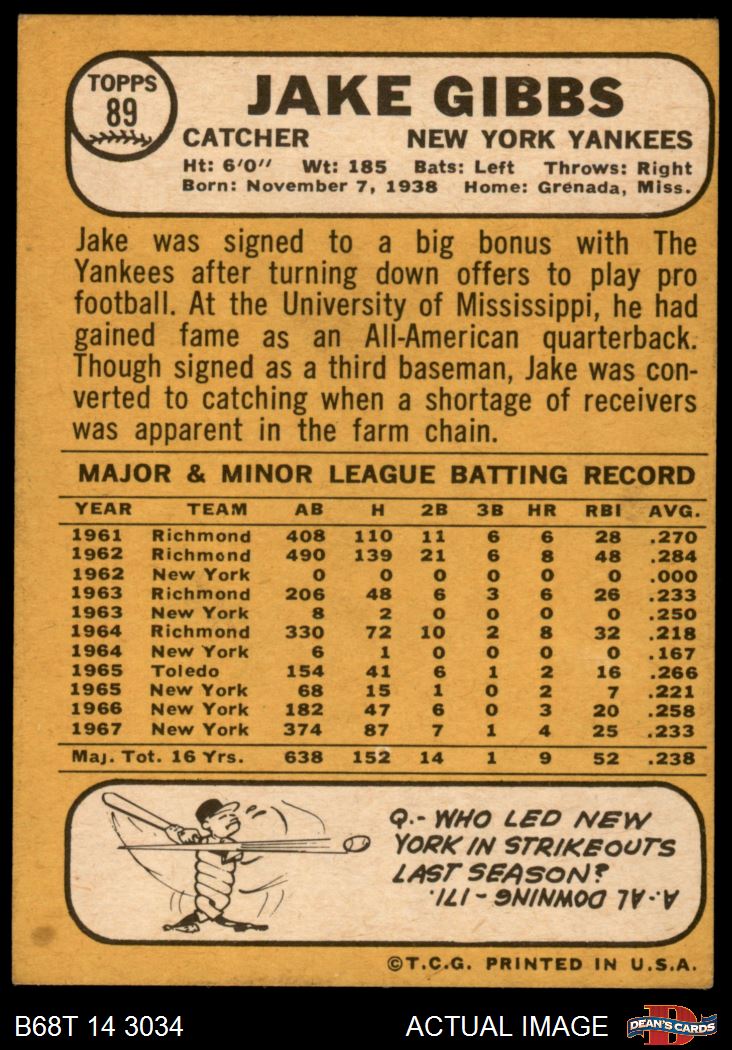 TOPPS
89
JAKE GIBBS
CATCHER NEW YORK YANKEES
Ht: 6'0" Wt: 185 Bats: Left Throws: Right
Born: November 7, 1938 Home: Grenada, Miss.
Jake was signed to a big bonus with The
Yankees after turning down offers to play pro
football. At the University of Mississippi, he had
gained fame as an All-American quarterback.
Though signed as a third baseman, Jake was con-
verted to catching when a shortage of receivers
was apparent in the farm chain.
MAJOR & MINOR LEAGUE BATTING RECORD
YEAR TEAM AB H 2B 3B HR RBI AVG.
1961 Richmond 408 110 11 6 6 28 .270
1962 Richmond 490 139 21 6 8 48 .284
1962 New York 0 0 0 0 0 0 .000
1963 Richmond 206 48 6 3 6 26 .233
1963 New York 8 2 0 0 0 0 .250
1964 Richmond 330 72 10 2 8 32 .218
1964 New York 6 1 0 0 0 0 .167
1965 Toledo 154 41 6 1 2 16 .266
1965 New York 68 15 1 0 2 7 .221
1966 New York 182 47 6 0 3 20 .258
1967 New York 374 87 7 1 4 25 .233
Maj. Tot. 16 Yrs. 638 152 14 1 9 52 .238
Q.- WHO LED NEW
YORK IN STRIKEOUTS
LAST SEASON?
A.- AL DOWNING - 171.
©T.C.G. PRINTED IN U.S.A.
B68T 14 3034 ACTUAL IMAGE D DEAN'S CARDS